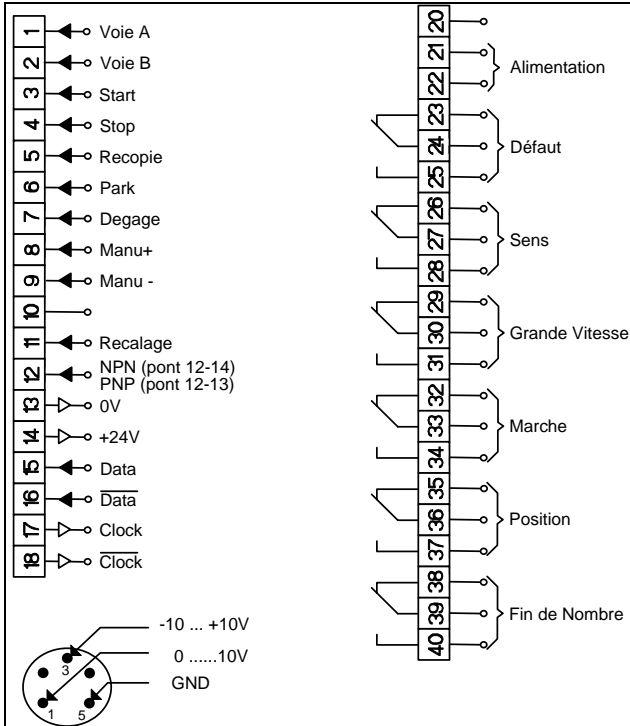 1 Voie A
2 Voie B
3 Start
4 Stop
5 Recopie
6 Park
7 Degage
8 Manu+
9 Manu -
10
11 Recalage
12 NPN (pont 12-14)
PNP (pont 12-13)
13 0V
14 +24V
15 Data
16 Data
17 Clock
18 Clock
-10 ... +10V
0 ......10V
GND
3
1
5
20
21
22
Alimentation
23
24
25
Défaut
26
27
28
Sens
29
30
31
Grande Vitesse
32
33
34
Marche
35
36
37
Position
38
39
40
Fin de Nombre